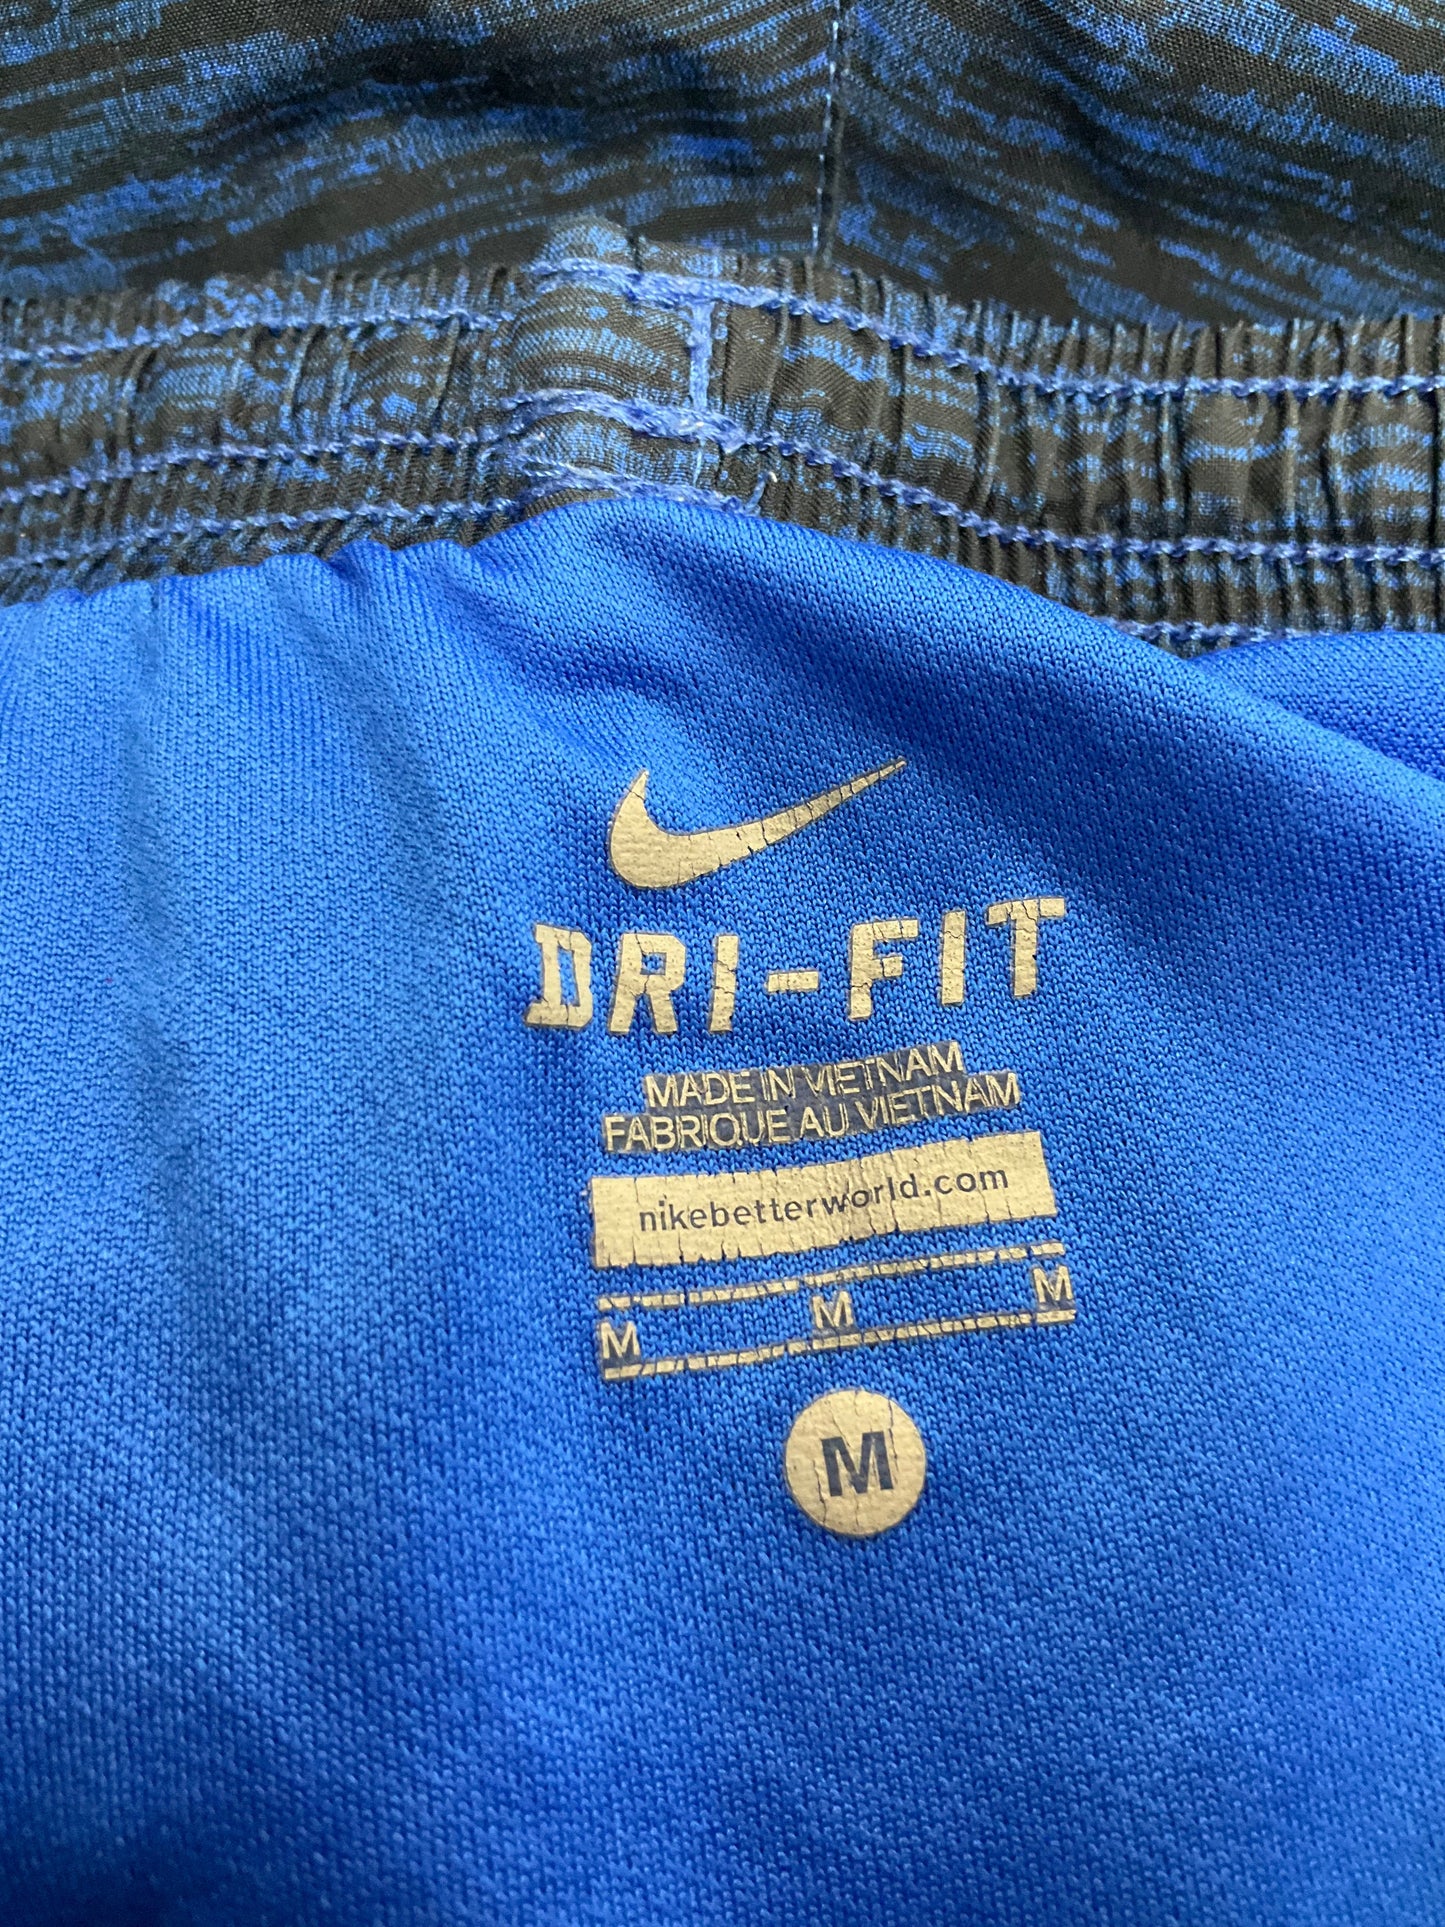 DRI-FIT
MADE IN VIETNAM
FABRIQUE AU VIETNAM
nikebetterworld.com
M M M
M